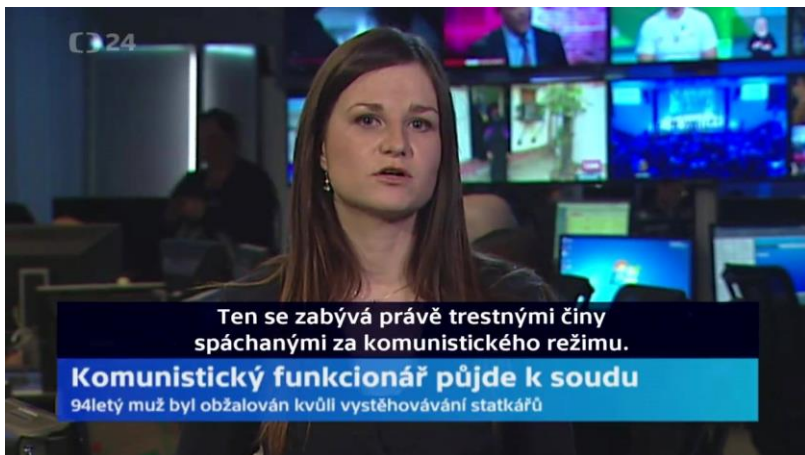 24
Ten se zabývá právě trestnými činy
spáchanými za komunistického režimu.
Komunistický funkcionář půjde k soudu
94letý muž byl obžalován kvůli vystěhovávání statkářů